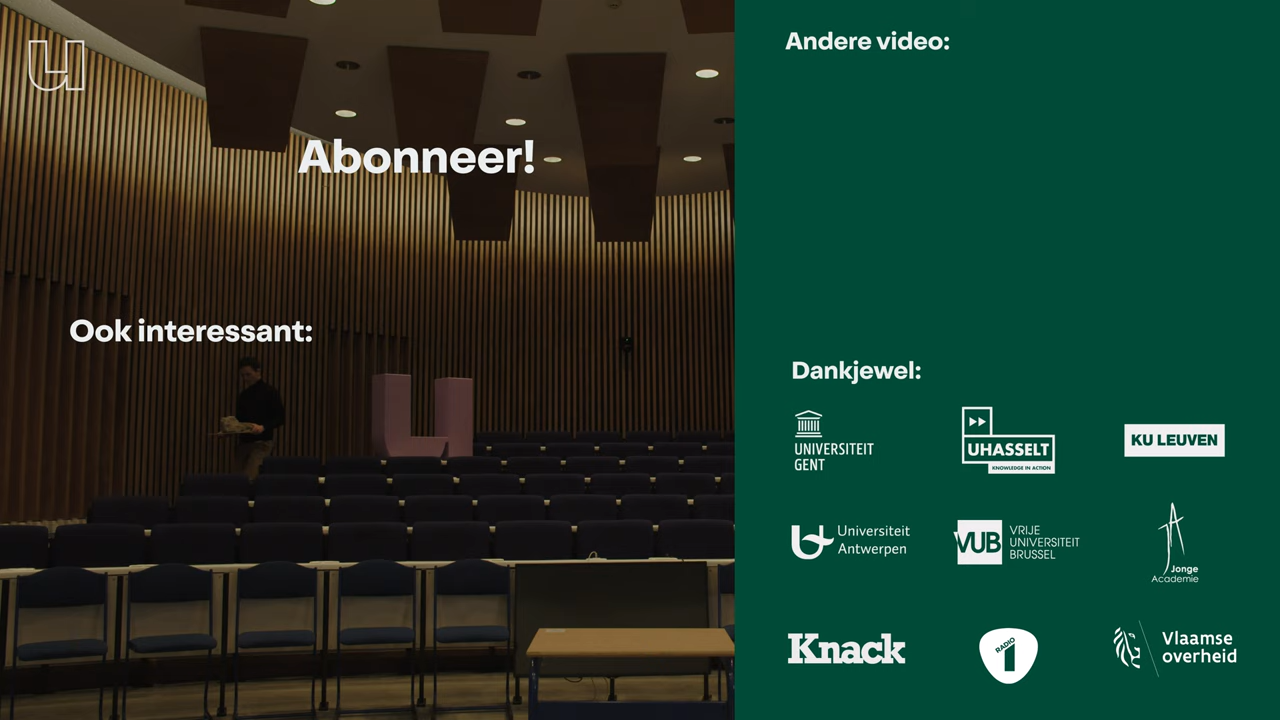 Abonneer!
Ook interessant:
Andere video:
Dankjewel:
UNIVERSITEIT
GENT
UHASSELT
KNOWLEDGE IN ACTION
KU LEUVEN
Universiteit
Antwerpen
VUB
VRIJE
UNIVERSITEIT
BRUSSEL
JA
Jonge
Academie
Knack
RADIO
1
Vlaamse
overheid